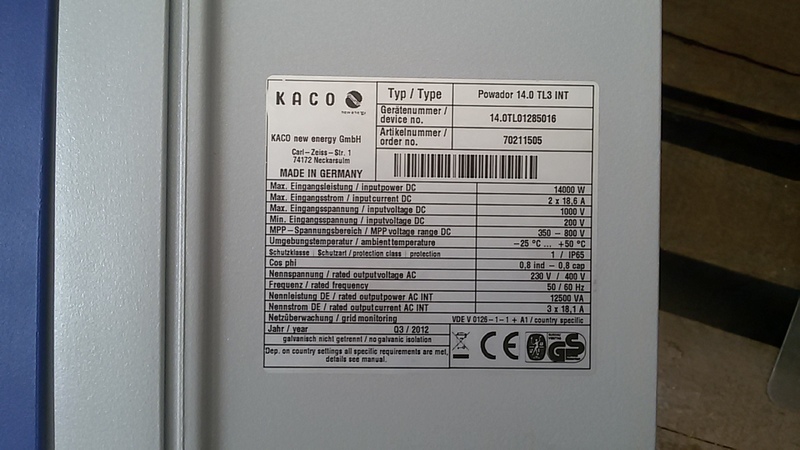 KACO
new energy
KACO new energy GmbH
Carl-Zeiss-Str. 1
74172 Neckarsulm
MADE IN GERMANY
Typ / Type Powador 14.0 TL3 INT
Gerätenummer / device no. 14.0TL01285016
Artikelnummer / order no. 70211505
Max. Eingangsleistung / inputpower DC 14000 W
Max. Eingangsstrom / inputcurrent DC 2 x 18.6 A
Max. Eingangsspannung / inputvoltage DC 1000 V
Min. Eingangsspannung / inputvoltage DC 200 V
MPP-Spannungsbereich / MPP voltage range DC 350 - 800 V
Umgebungstemperatur / ambient temperature -25 °C ... +50 °C
Schutzklasse | Schutzart / protection class | protection 1 / IP65
Cos phi 0,8 ind - 0,8 cap
Nennspannung / rated outputvoltage AC 230 V / 400 V
Frequenz / rated frequency 50 / 60 Hz
Nennleistung DE / rated outputpower AC INT 12500 VA
Nennstrom DE / rated outputcurrent AC INT 3 x 18,1 A
Netzüberwachung / grid monitoring VDE V 0126-1-1 + A1 / country specific
Jahr / year Q3 / 2012
galvanisch nicht getrennt / no galvanic isolation
Dep. on country settings all specific requirements are met,
details see manual.
CE
GS